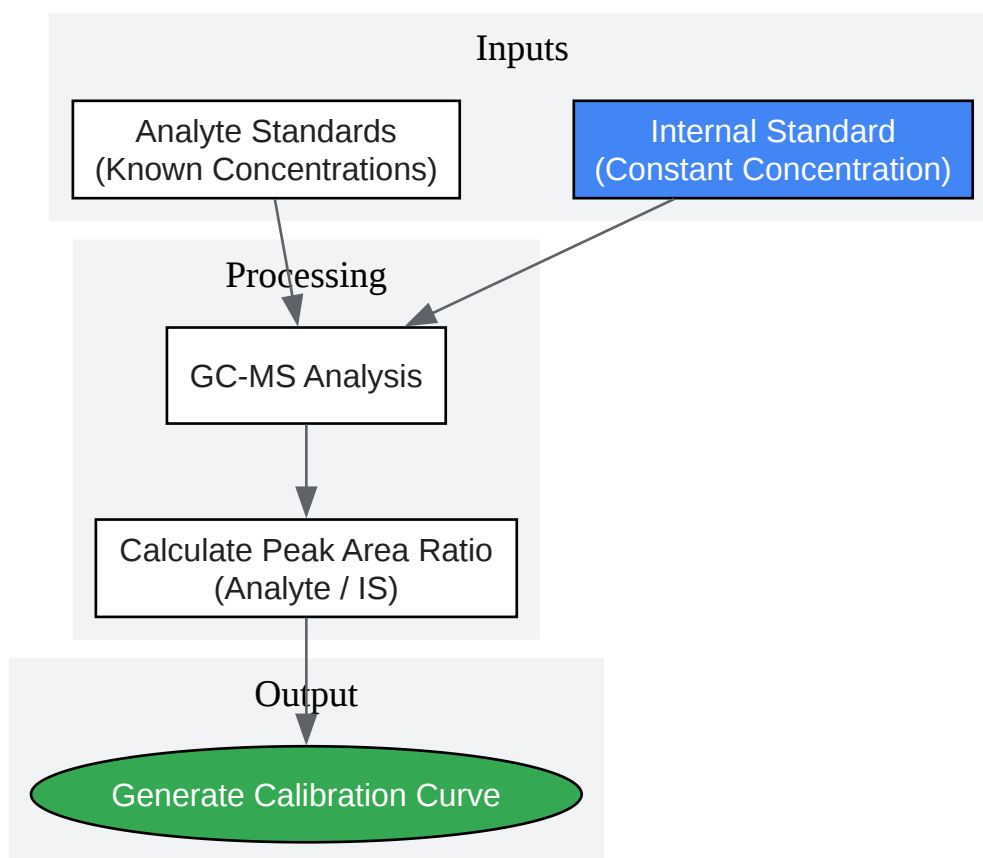 Inputs
Analyte Standards
(Known Concentrations)
Internal Standard
(Constant Concentration)
Processing
GC-MS Analysis
Calculate Peak Area Ratio
(Analyte / IS)
Output
Generate Calibration Curve